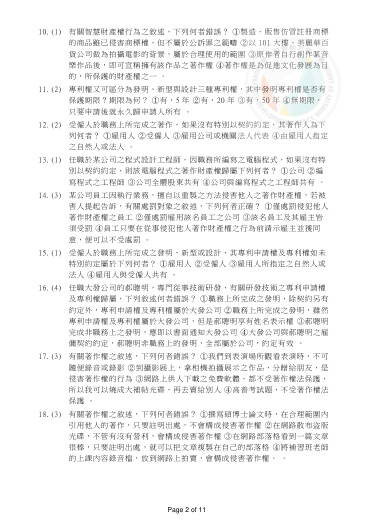 10. (1) 有關智慧財產權行為之敘述，下列何者錯誤？ ①製造、販售仿冒註冊商標
的商品雖已侵害商標權，但不屬於公訴罪之範疇 ②以 101 大樓、美麗華百
貨公司做為拍攝電影的背景，屬於合理使用的範圍 ③原作者自行創作某音
樂作品後，即可宣稱擁有該作品之著作權 ④著作權是為促進文化發展為目
的，所保護的財產權之一 。
11. (2) 專利權又可區分為發明、新型與設計三種專利權，其中發明專利權是否有
保護期限？期限為何？ ①有，5 年 ②有，20 年 ③有，50 年 ④無期限，
只要申請後就永久歸申請人所有 。
12. (2) 受僱人於職務上所完成之著作，如果沒有特別以契約約定，其著作人為下
列何者？ ①雇用人 ②受僱人 ③雇用公司或機關法人代表 ④由雇用人指定
之自然人或法人 。
13. (1) 任職於某公司之程式設計工程師，因職務所編寫之電腦程式，如果沒有特
別以契約約定，則該電腦程式之著作財產權歸屬下列何者？ ①公司 ②編
寫程式之工程師 ③公司全體股東共有 ④公司與編寫程式之工程師共有 。
14. (3) 某公司員工因執行業務，擅自以重製之方法侵害他人之著作財產權，若被
害人提起告訴，下列何者正確？ ①僅處罰侵犯他人
著作財產權之員工 ②僅處罰雇用該名員工之公司 ③該名員工及其雇主皆
須受罰 ④員工只要在從事侵犯他人著作財產權之行為前請示雇主並獲同
意，便可以不受處罰 。
15. (1) 受僱人於職務上所完成之發明、新型或設計，其專利申請權及專利權如未
特別約定屬於下列何者？ ①雇用人 ②受僱人 ③雇用人所指定之自然人或
法人 ④雇用人與受僱人共有 。
16. (4) 任職大發公司的郝聰明，專門從事技術研發，有關研發技術之專利申請權
及專利權歸屬，下列敘述何者錯誤？ ①職務上所完成之發明，除契約另有
約定外，專利申請權及專利權屬於大發公司 ②職務上所完成之發明，雖然
專利申請權及專利權屬於大發公司，但是郝聰明享有姓名表示權 ③郝聰明
完成非職務上之發明，應即以書面通知大發公司 ④大發公司與郝聰明之雇
傭契約約定，郝聰明非職務上的發明，全部屬於公司，約定有效 。
17. (3) 有關著作權之敘述，下列何者錯誤？ ①我們到表演場所觀看表演時，不可
隨便錄音或錄影 ②到攝影展上，拿相機拍攝展示之作品，分贈給朋友，是
侵害著作權的行為 ③網路上供人下載之免費軟體，都不受著作權法保護，
所以我可以燒成大補帖光碟，再去賣給別人 ④高普考試題，不受著作權法
保護 。
18. (3) 有關著作權之敘述，下列何者錯誤？ ①撰寫碩博士論文時，在合理範圍內
引用他人的著作，只要註明出處，不會構成侵害著作權 ②在網路散布盜版
光碟，不管有沒有營利，會構成侵害著作權 ③在網路部落格看到一篇文章
很棒，只要註明出處，就可以把文章複製在自己的部落格 ④將補習班老師
的上課內容錄音檔，放到網路上拍賣，會構成侵害著作權 。
Page 2 of 11